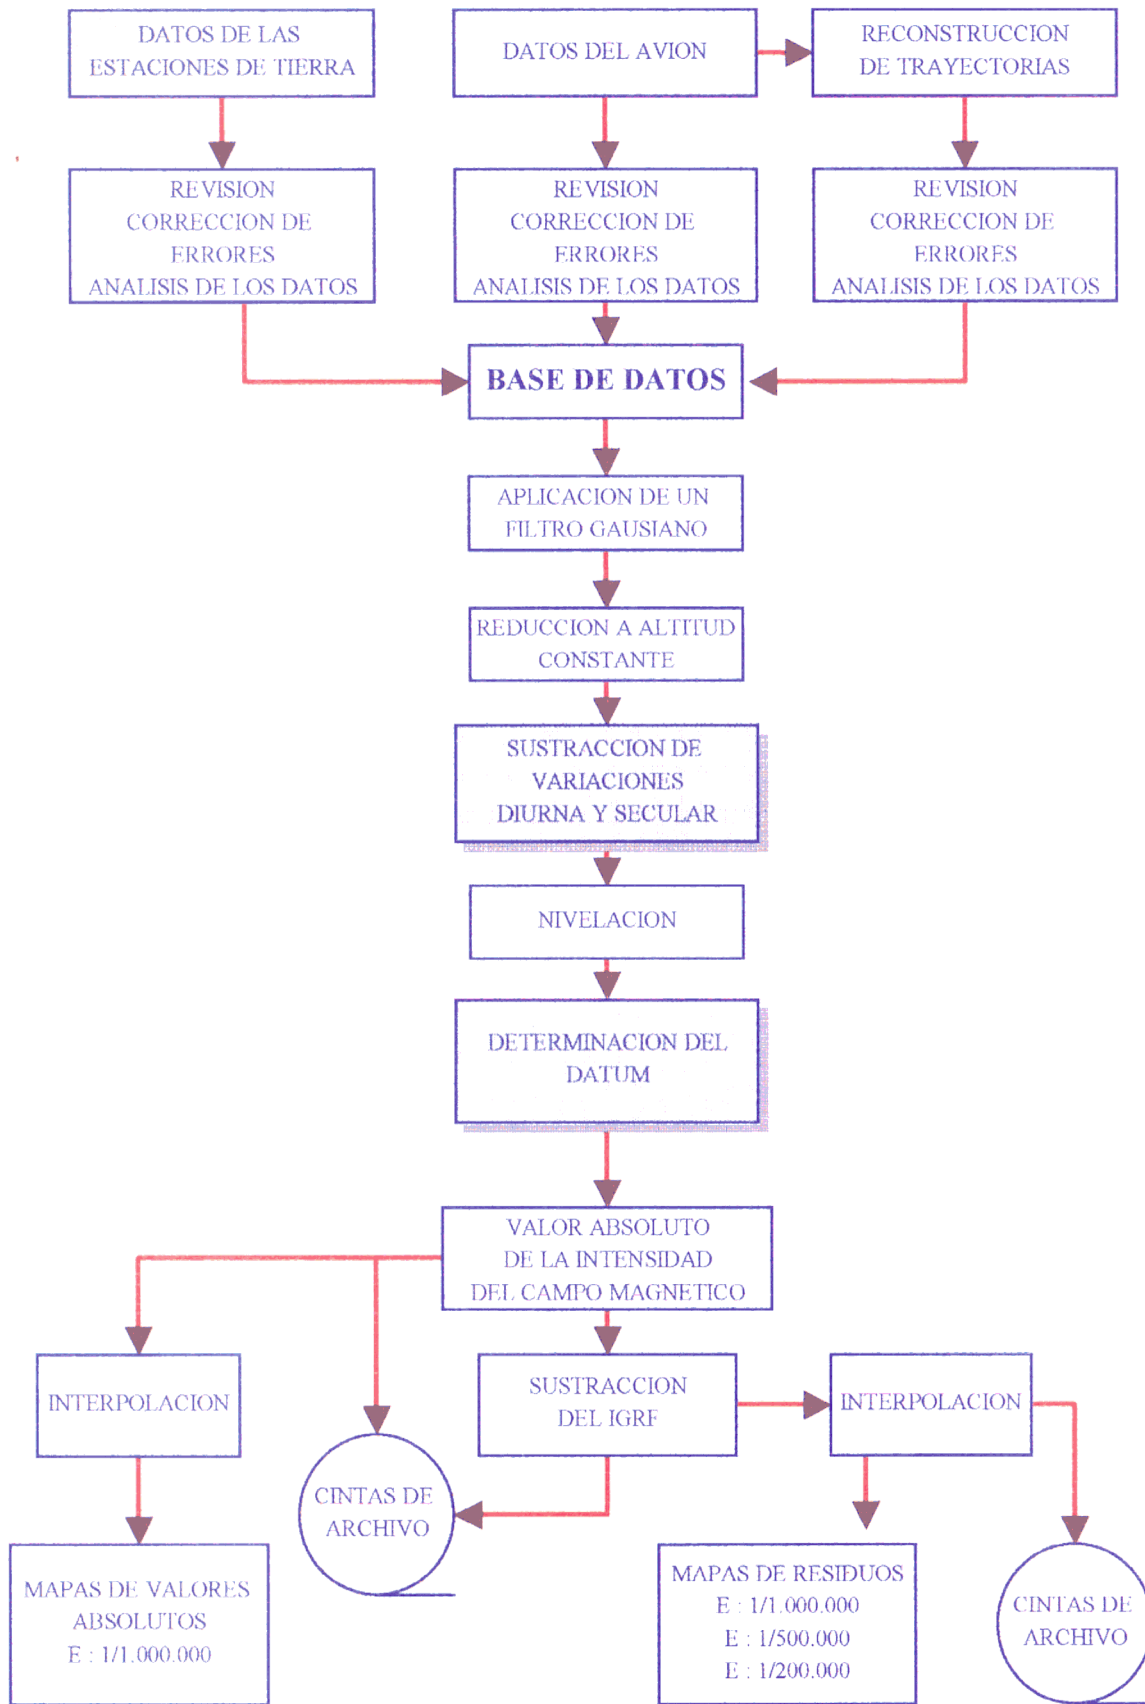 DATOS DE LAS
ESTACIONES DE TIERRA
DATOS DEL AVION
RECONSTRUCCION
DE TRAYECTORIAS
REVISION
CORRECCION DE
ERRORES
ANALISIS DE LOS DATOS
REVISION
CORRECCION DE
ERRORES
ANALISIS DE LOS DATOS
REVISION
CORRECCION DE
ERRORES
ANALISIS DE LOS DATOS
BASE DE DATOS
APLICACION DE UN
FILTRO GAUSIANO
REDUCCION A ALTITUD
CONSTANTE
SUSTRACCION DE
VARIACIONES
DIURNA Y SECULAR
NIVELACION
DETERMINACION DEL
DATUM
VALOR ABSOLUTO
DE LA INTENSIDAD
DEL CAMPO MAGNETICO
INTERPOLACION
SUSTRACCION
DEL IGRF
INTERPOLACION
CINTAS DE
ARCHIVO
MAPAS DE VALORES
ABSOLUTOS
E : 1/1.000.000
MAPAS DE RESIDUOS
E : 1/1.000.000
E : 1/500.000
E : 1/200.000
CINTAS DE
ARCHIVO